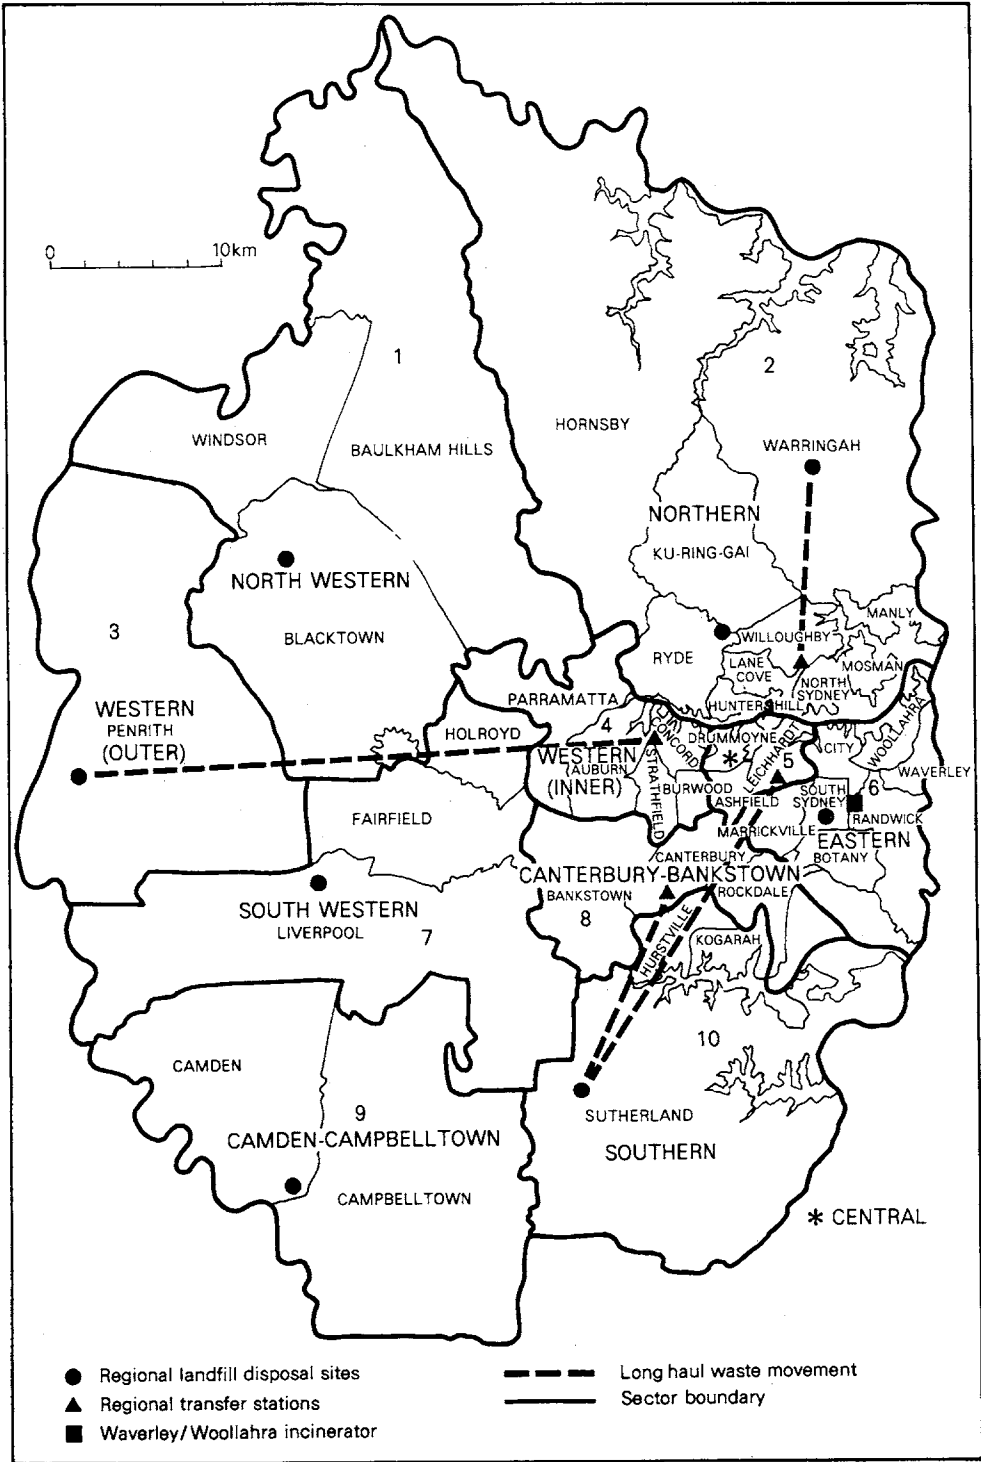 0 10km
1
2
HORNSBY
WINDSOR
BAULKHAM HILLS
WARRINGAH
NORTHERN
KU-RING-GAI
NORTH WESTERN
BLACKTOWN
3
MANLY
WILLOUGHBY
RYDE
LANE
COVE
MOSMAN
NORTH
SYDNEY
HUNTERS HILL
WESTERN
PENRITH
(OUTER)
PARRAMATTA
HOLROYD
4
CONCORD
DRUMMOYNE
*
LEICHHARDT
5
CITY
WOOLLAHRA
WAVERLEY
WESTERN
(AUBURN
(INNER)
STRATHFIELD
BURWOOD
ASHFIELD
SOUTH
SYDNEY
6
RANDWICK
FAIRFIELD
MARRICKVILLE
EASTERN
BOTANY
CANTERBURY
CANTERBURY-BANKSTOWN
BANKSTOWN
ROCKDALE
8
HURSTVILLE
KOGARAH
SOUTH WESTERN
LIVERPOOL
7
10
CAMDEN
9
CAMDEN-CAMPBELLTOWN
CAMPBELLTOWN
SUTHERLAND
SOUTHERN
* CENTRAL
Regional landfill disposal sites
Regional transfer stations
Waverley/Woollahra incinerator
Long haul waste movement
Sector boundary